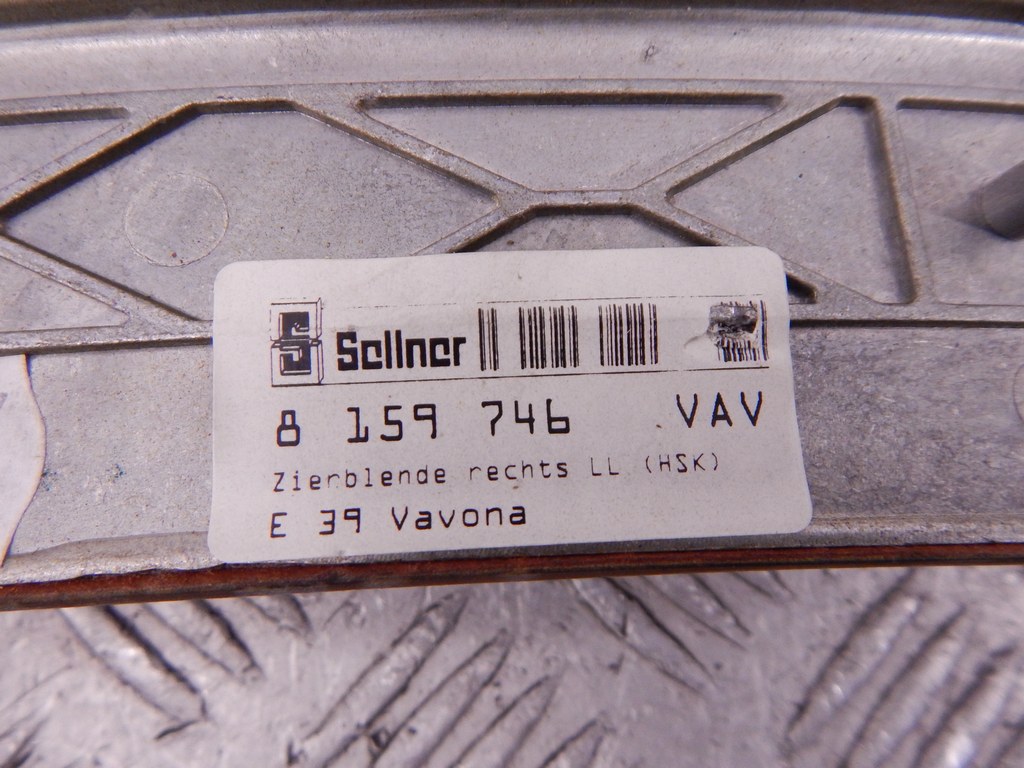 Sellner
8 159 746 VAV
Zierblende rechts LL (HSK)
E 39 Vavona